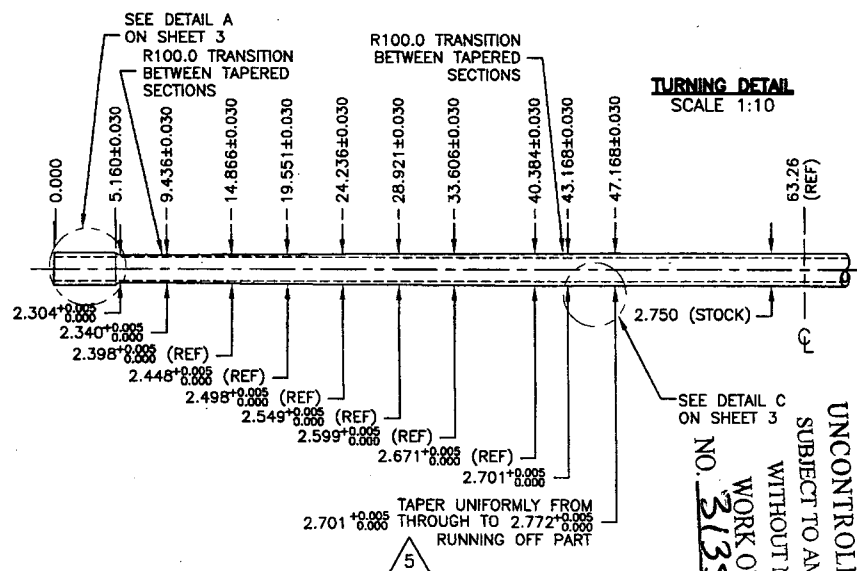 SEE DETAIL A
ON SHEET 3
R100.0 TRANSITION
BETWEEN TAPERED
SECTIONS
R100.0 TRANSITION
BETWEEN TAPERED
SECTIONS
TURNING DETAIL
SCALE 1:10
0.000
5.160±0.030
9.436±0.030
14.866±0.030
19.551±0.030
24.236±0.030
28.921±0.030
33.606±0.030
40.384±0.030
43.168±0.030
47.168±0.030
63.26
(REF)
2.304+0.005 0.000
2.340+0.005 0.000
2.398+0.005 0.000 (REF)
2.448+0.005 0.000 (REF)
2.498+0.005 0.000 (REF)
2.549+0.005 0.000 (REF)
2.599+0.005 0.000 (REF)
2.671+0.005 0.000 (REF)
2.701+0.005 0.000
2.750 (STOCK)
℄
SEE DETAIL C
ON SHEET 3
TAPER UNIFORMLY FROM
2.701 +0.005 0.000 THROUGH TO 2.772+0.005 0.000
RUNNING OFF PART
5
SUBJECT TO
NO.